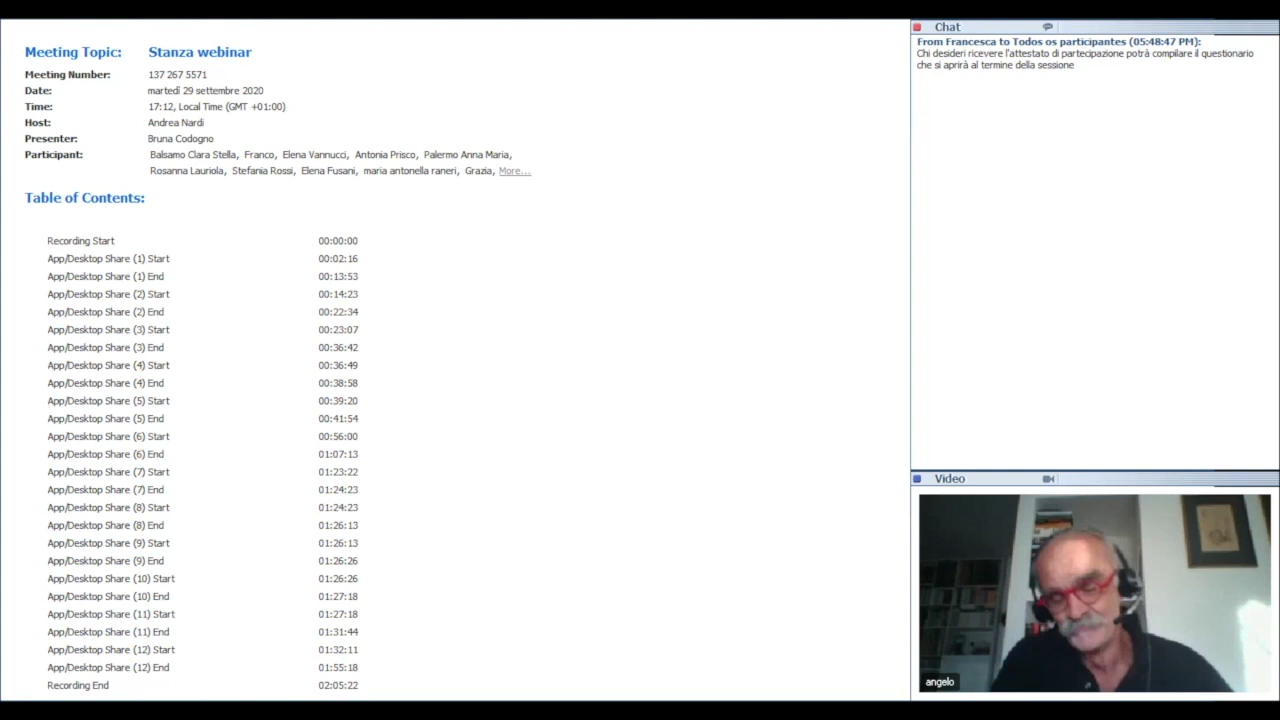 Meeting Topic: Stanza webinar
Meeting Number: 137 267 5571
Date: martedì 29 settembre 2020
Time: 17:12, Local Time (GMT +01:00)
Host: Andrea Nardi
Presenter: Bruna Codogno
Participant: Balsamo Clara Stella, Franco, Elena Vannucci, Antonia Prisco, Palermo Anna Maria,
Rosanna Lauriola, Stefania Rossi, Elena Fusani, maria antonella raneri, Grazia, More...
Table of Contents:
Recording Start 00:00:00
App/Desktop Share (1) Start 00:02:16
App/Desktop Share (1) End 00:13:53
App/Desktop Share (2) Start 00:14:23
App/Desktop Share (2) End 00:22:34
App/Desktop Share (3) Start 00:23:07
App/Desktop Share (3) End 00:36:42
App/Desktop Share (4) Start 00:36:49
App/Desktop Share (4) End 00:38:58
App/Desktop Share (5) Start 00:39:20
App/Desktop Share (5) End 00:41:54
App/Desktop Share (6) Start 00:56:00
App/Desktop Share (6) End 01:07:13
App/Desktop Share (7) Start 01:23:22
App/Desktop Share (7) End 01:24:23
App/Desktop Share (8) Start 01:24:23
App/Desktop Share (8) End 01:26:13
App/Desktop Share (9) Start 01:26:13
App/Desktop Share (9) End 01:26:26
App/Desktop Share (10) Start 01:26:26
App/Desktop Share (10) End 01:27:18
App/Desktop Share (11) Start 01:27:18
App/Desktop Share (11) End 01:31:44
App/Desktop Share (12) Start 01:32:11
App/Desktop Share (12) End 01:55:18
Recording End 02:05:22
Chat
From Francesca to Todos os participantes (05:48:47 PM):
Chi desideri ricevere l'attestato di partecipazione potrà compilare il questionario
che si aprirà al termine della sessione
Video
angelo